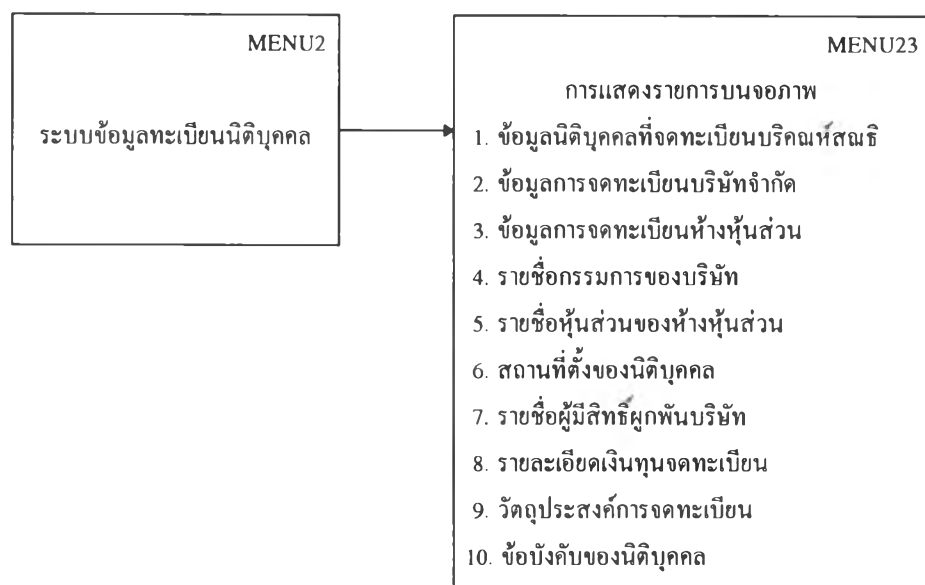 MENU2
ระบบข้อมูลทะเบียนนิติบุคคล
MENU23
การแสดงรายการบนจอภาพ
1. ข้อมูลนิติบุคคลที่จดทะเบียนบริคณห์สณธิ
2. ข้อมูลการจดทะเบียนบริษัทจำกัด
3. ข้อมูลการจดทะเบียนห้างหุ้นส่วน
4. รายชื่อกรรมการของบริษัท
5. รายชื่อหุ้นส่วนของห้างหุ้นส่วน
6. สถานที่ตั้งของนิติบุคคล
7. รายชื่อผู้มีสิทธิ์ผูกพันบริษัท
8. รายละเอียดเงินทุนจดทะเบียน
9. วัตถุประสงค์การจดทะเบียน
10. ข้อบังคับของนิติบุคคล